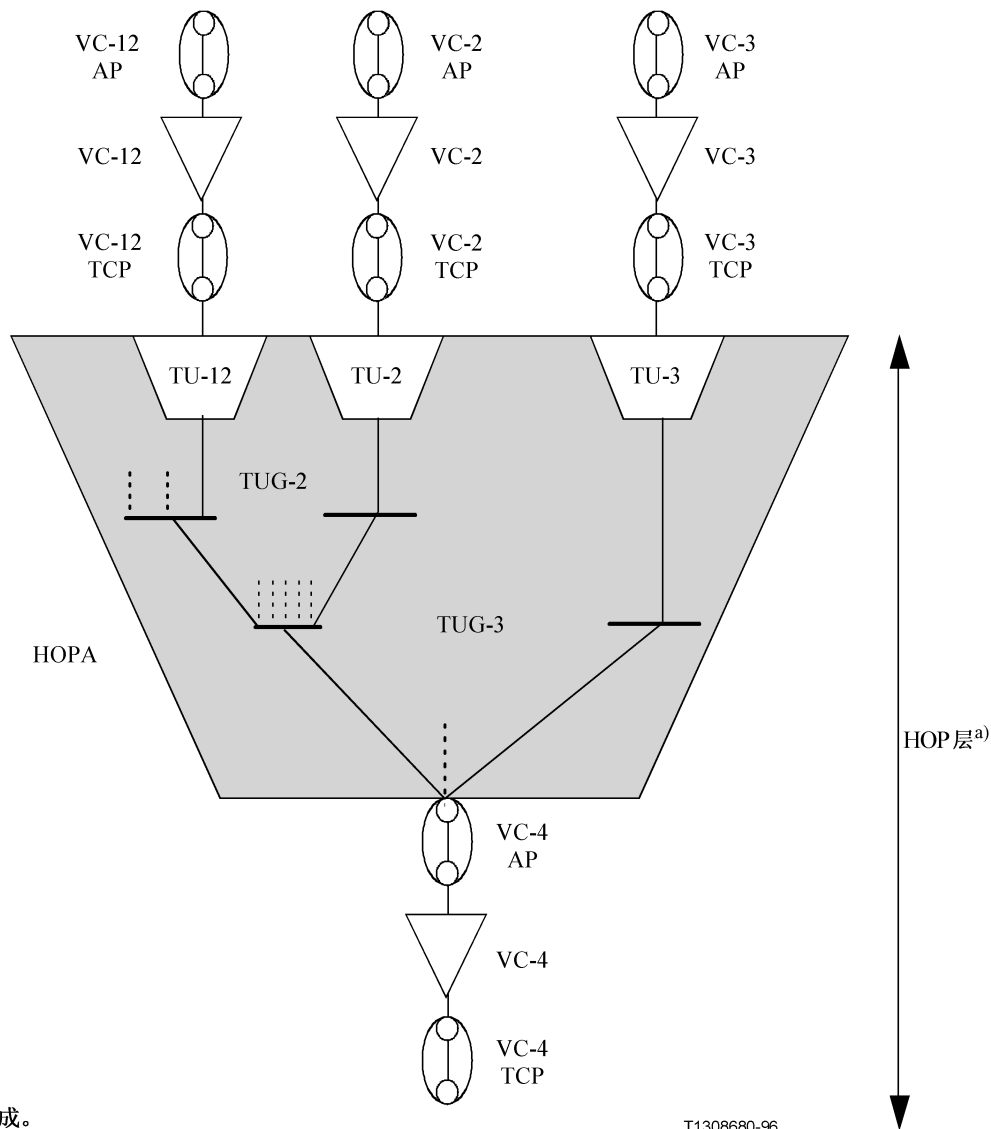 VC-12
AP
VC-2
AP
VC-3
AP
VC-12
VC-2
VC-3
VC-12
TCP
VC-2
TCP
VC-3
TCP
TU-12
TU-2
TU-3
TUG-2
TUG-3
HOPA
HOP层a)
VC-4
AP
VC-4
VC-4
TCP
成。
T1308680-96